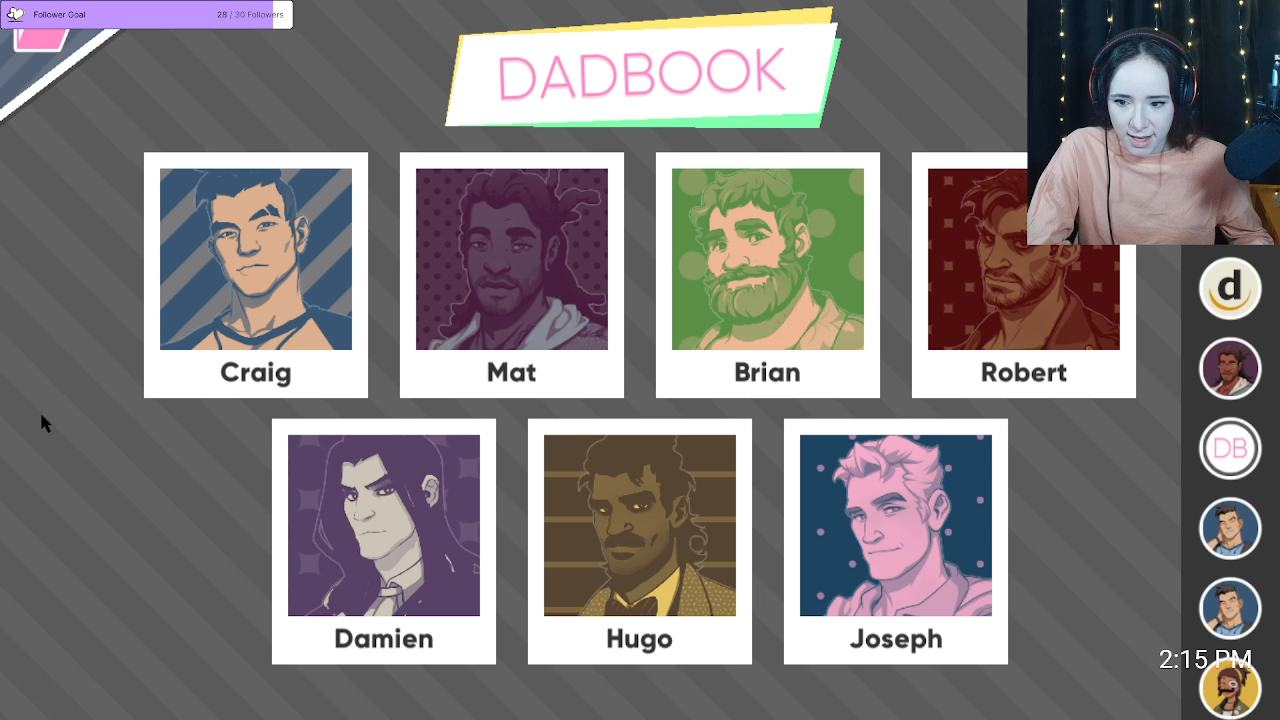 Follower Goal
28 / 30 Followers
DADBOOK
Craig
Mat
Brian
Robert
d
DB
Damien
Hugo
Joseph
2:15 PM